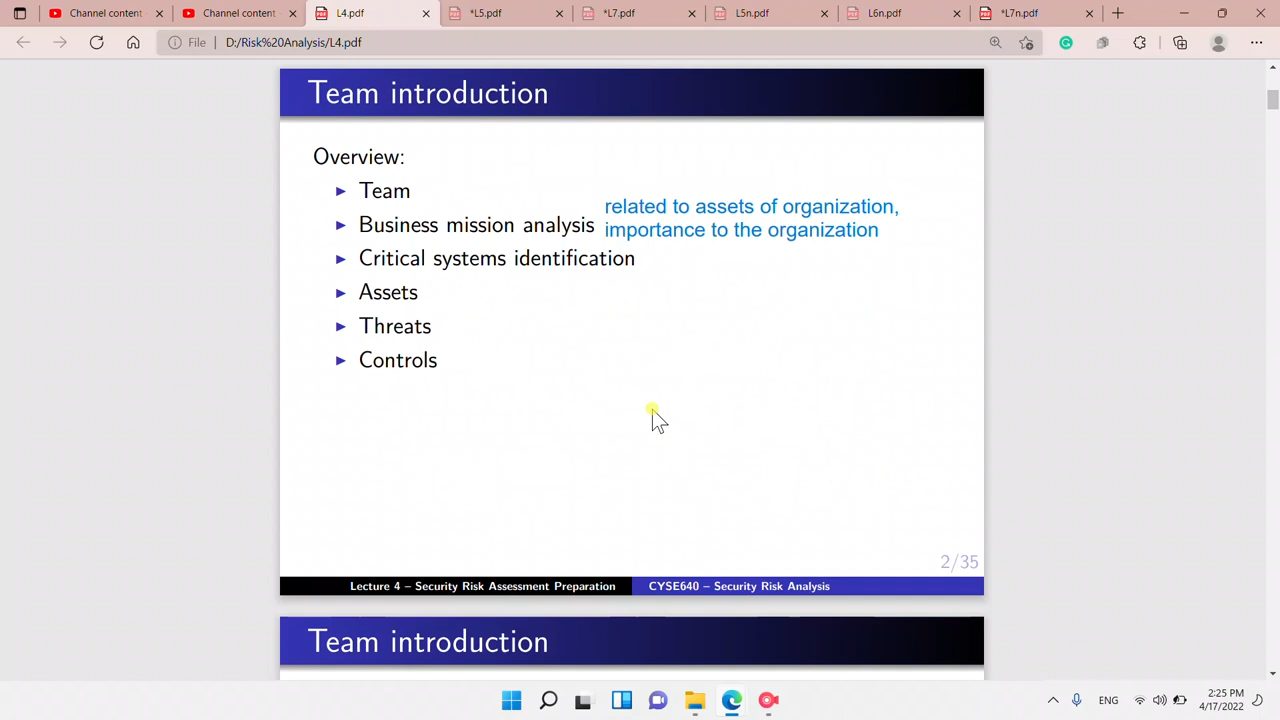 Channel content
Channel content
L4.pdf
*L5.pdf
*L7.pdf
L5n.pdf
L6n.pdf
*L7n.pdf
File
D:/Risk%20Analysis/L4.pdf
Team introduction
Overview:
Team
Business mission analysis
related to assets of organization,
importance to the organization
Critical systems identification
Assets
Threats
Controls
2/35
Lecture 4 – Security Risk Assessment Preparation
CYSE640 – Security Risk Analysis
Team introduction
ENG
2:25 PM
4/17/2022